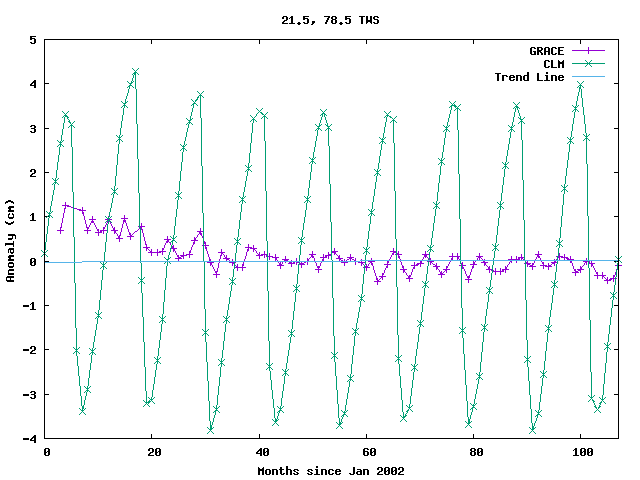 21.5, 78.5 TWS
GRACE
CLM
Trend Line
5
4
3
2
1
0
-1
-2
-3
-4
Anomaly (cm)
0 20 40 60 80 100
Months since Jan 2002